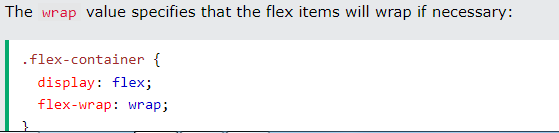 The wrap value specifies that the flex items will wrap if necessary:
.flex-container {
display: flex;
flex-wrap: wrap;
}